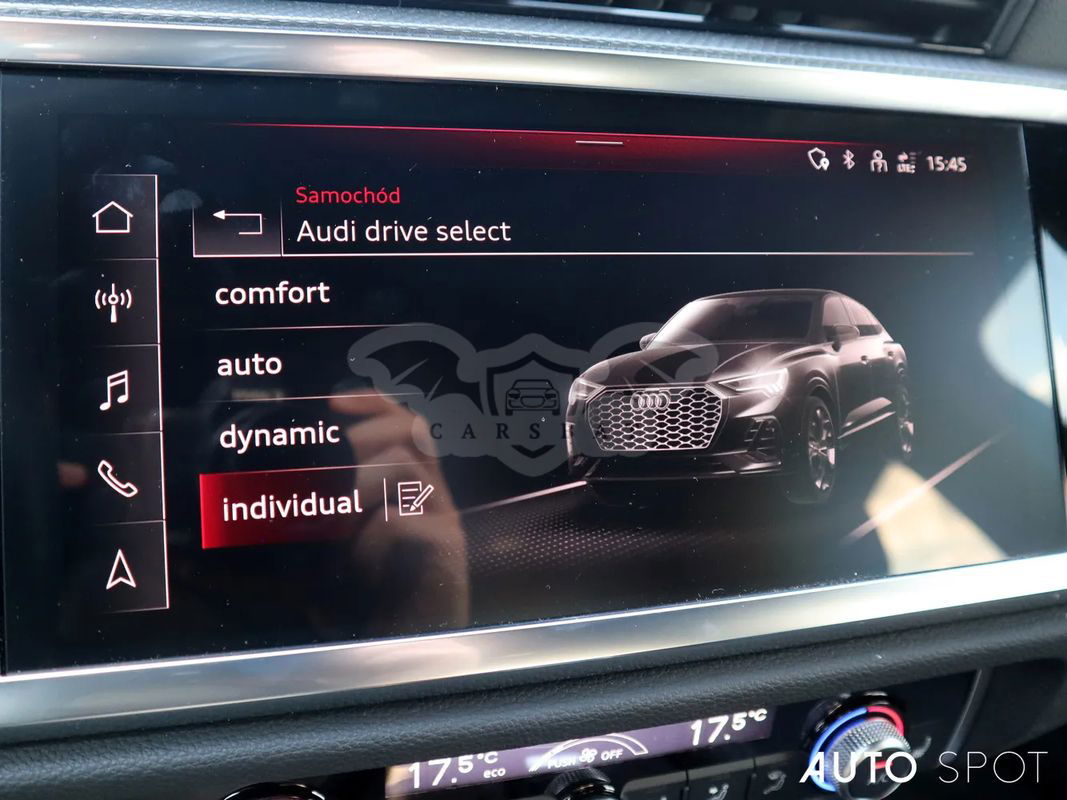 15:45
LTE
Samochód
Audi drive select
comfort
auto
dynamic
individual
17.5°C
eco
PUSH OFF
17.5°C
AUTO SPOT